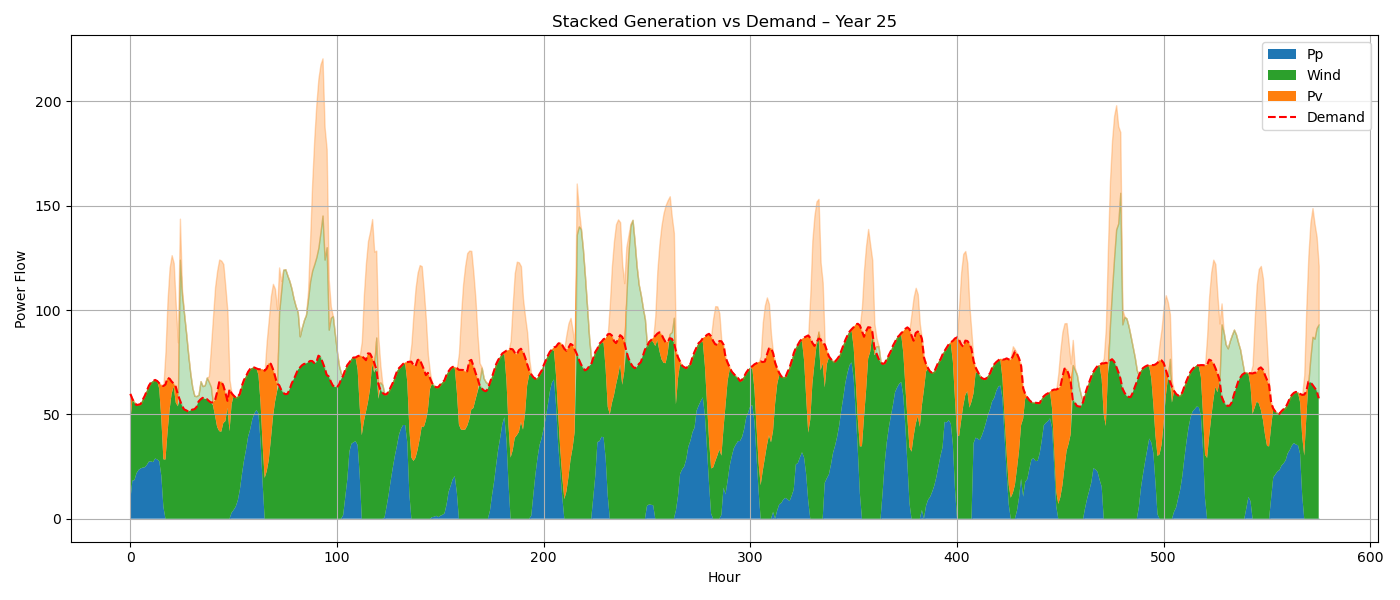 Stacked Generation vs Demand – Year 25
Pp
Wind
Pv
Demand
Power Flow
200
150
100
50
0
0 100 200 300 400 500 600
Hour